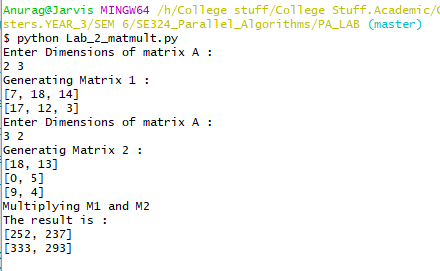 Anurag@Jarvis MINGW64 /h/College stuff/College Stuff.Academic/
sters.YEAR_3/SEM 6/SE324_Parallel_Algorithms/PA_LAB (master)
$ python Lab_2_matmult.py
Enter Dimensions of matrix A :
2 3
Generating Matrix 1 :
[7, 18, 14]
[17, 12, 3]
Enter Dimensions of matrix A :
3 2
Generatig Matrix 2 :
[18, 13]
[0, 5]
[9, 4]
Multiplying M1 and M2
The result is :
[252, 237]
[333, 293]